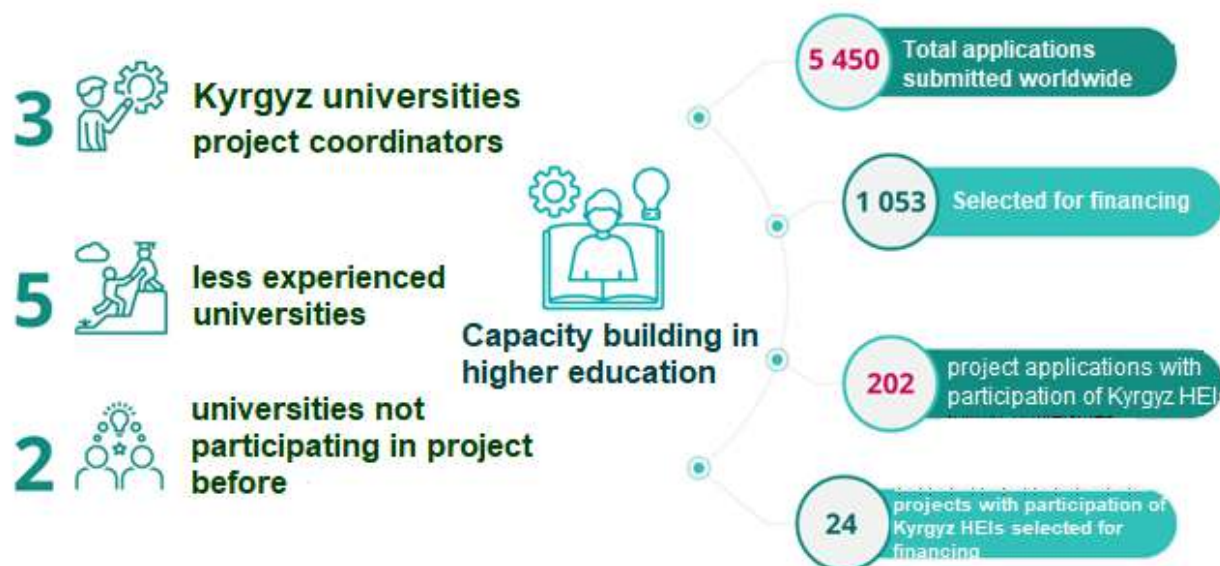 3
Kyrgyz universities
project coordinators
5
less experienced
universities
2
universities not
participating in project
before
Capacity building in
higher education
5 450
Total applications
submitted worldwide
1 053
Selected for financing
202
project applications with
participation of Kyrgyz HEIs
24
projects with participation of
Kyrgyz HEIs selected for
financing